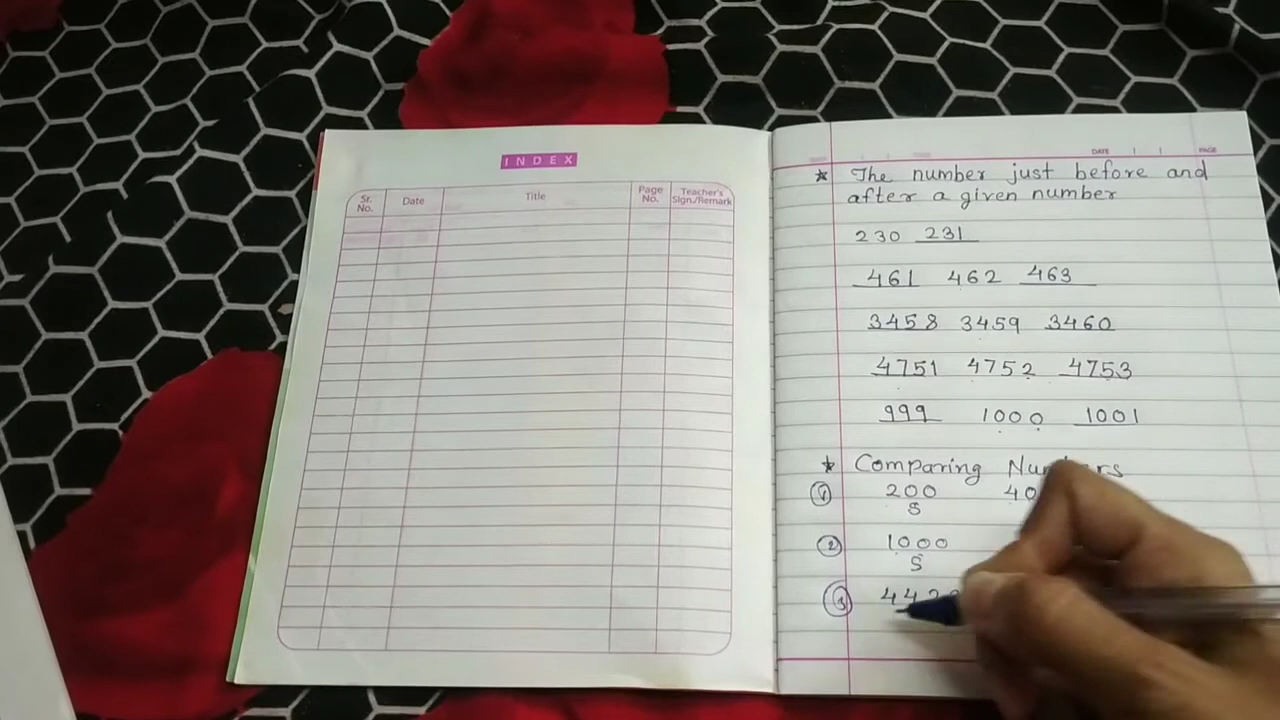 INDEX
Sr. No. Date Title Page No. Teacher's Sign./Remark
DATE PAGE
* The number just before and
after a given number
230 231
461 462 463
3458 3459 3460
4751 4752 4753
999 1000 1001
* Comparing Numbers
① 200
S
② 1000
S
③